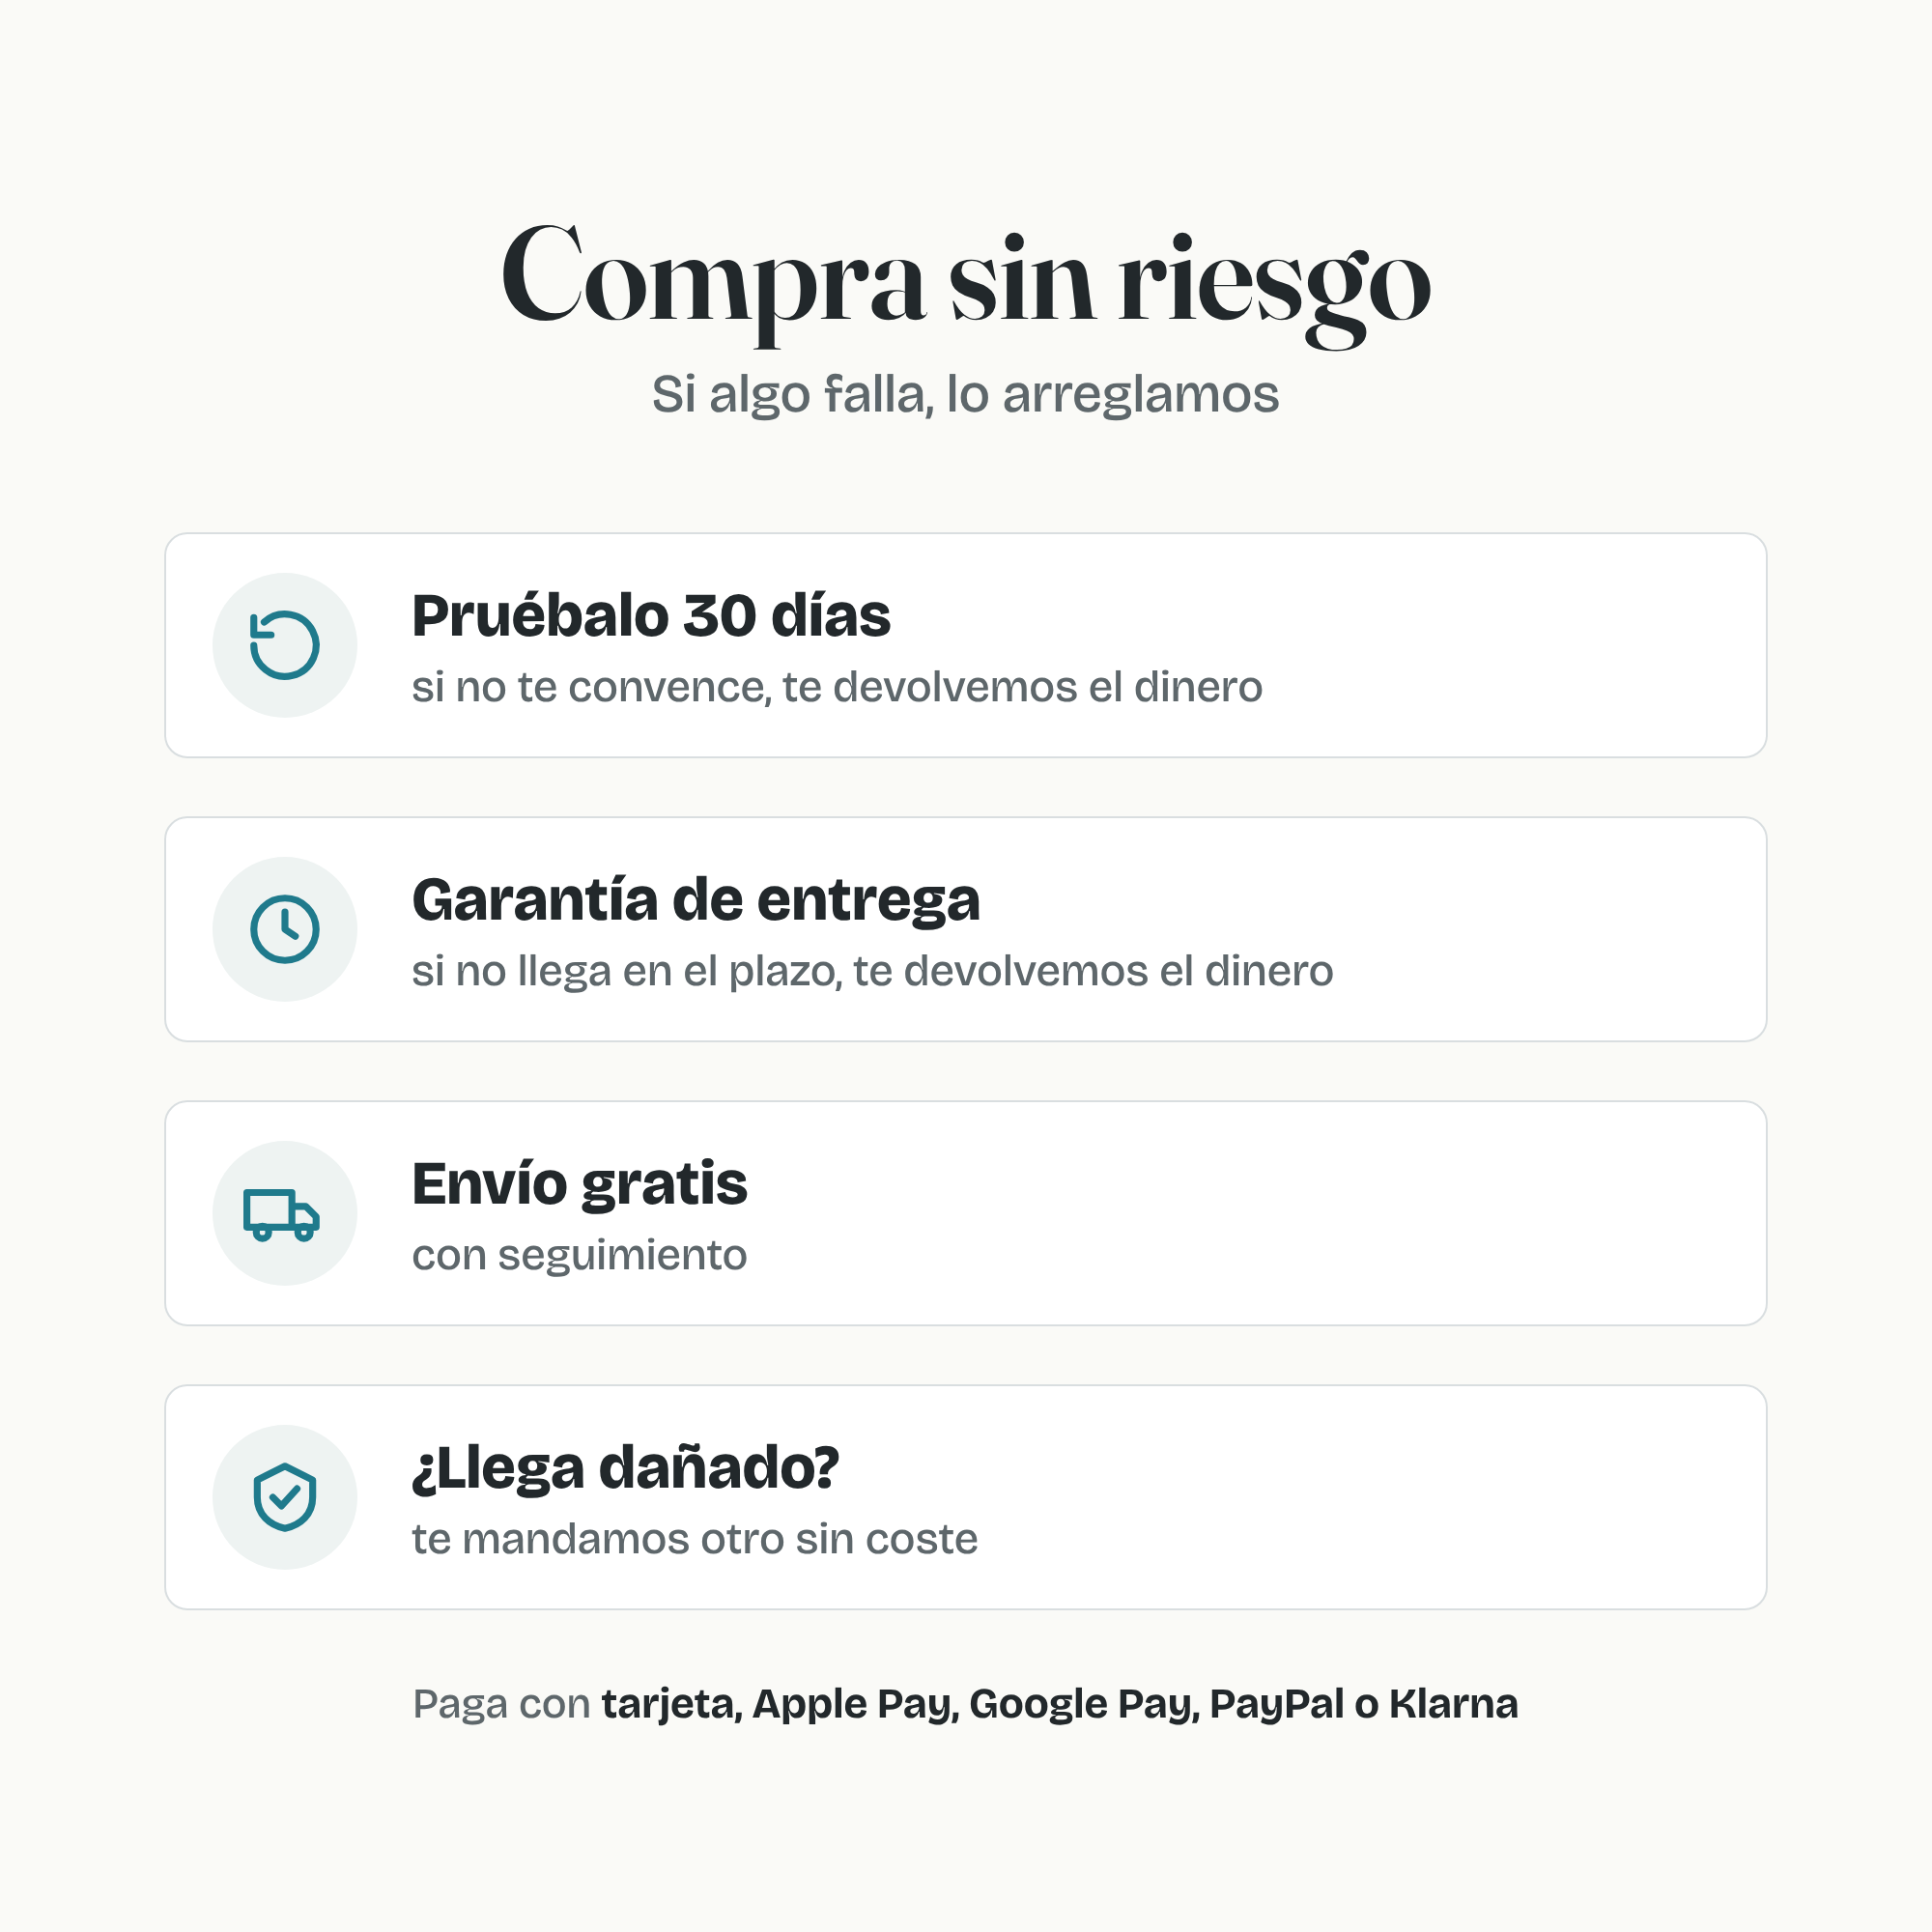 Compra sin riesgo
Si algo falla, lo arreglamos
Pruébalo 30 días
si no te convence, te devolvemos el dinero
Garantía de entrega
si no llega en el plazo, te devolvemos el dinero
Envío gratis
con seguimiento
¿Llega dañado?
te mandamos otro sin coste
Paga con tarjeta, Apple Pay, Google Pay, PayPal o Klarna